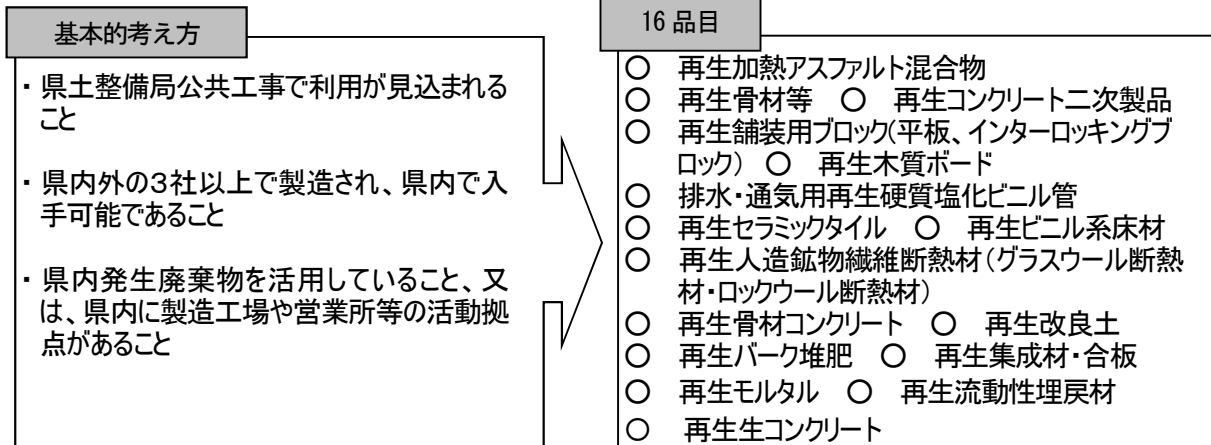 基本的考え方
・県土整備局公共工事で利用が見込まれる
こと
・県内外の３社以上で製造され、県内で入
手可能であること
・県内発生廃棄物を活用していること、又
は、県内に製造工場や営業所等の活動拠
点があること
16 品目
○　再生加熱アスファルト混合物
○　再生骨材等　○　再生コンクリート二次製品
○　再生舗装用ブロック(平板、インターロッキングブ
ロック）　○　再生木質ボード
○　排水・通気用再生硬質塩化ビニル管
○　再生セラミックタイル　○　再生ビニル系床材
○　再生人造鉱物繊維断熱材（グラスウール断熱
材・ロックウール断熱材）
○　再生骨材コンクリート　○　再生改良土
○　再生バーク堆肥　○　再生集成材・合板
○　再生モルタル　○　再生流動性埋戻材
○　再生生コンクリート